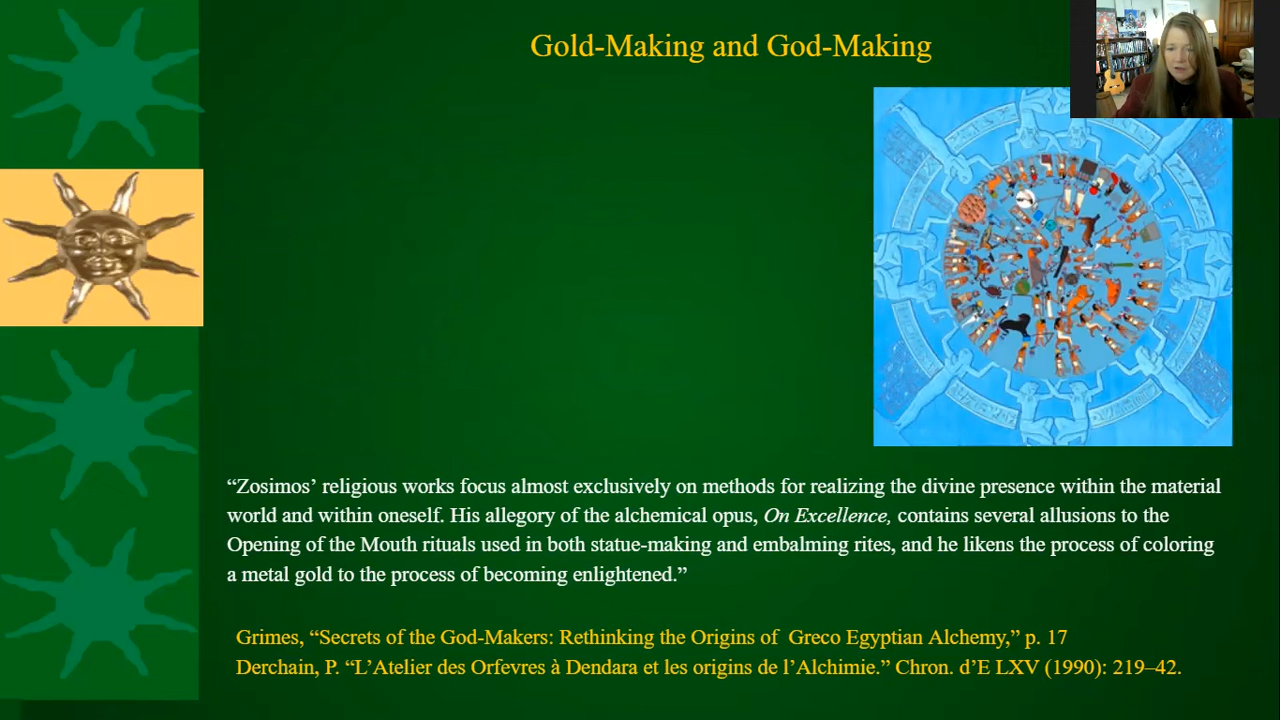 Gold-Making and God-Making
“Zosimos’ religious works focus almost exclusively on methods for realizing the divine presence within the material
world and within oneself. His allegory of the alchemical opus, On Excellence, contains several allusions to the
Opening of the Mouth rituals used in both statue-making and embalming rites, and he likens the process of coloring
a metal gold to the process of becoming enlightened.”
Grimes, “Secrets of the God-Makers: Rethinking the Origins of Greco Egyptian Alchemy,” p. 17
Derchain, P. “L’Atelier des Orfevres à Dendara et les origins de l’Alchimie.” Chron. d’E LXV (1990): 219–42.